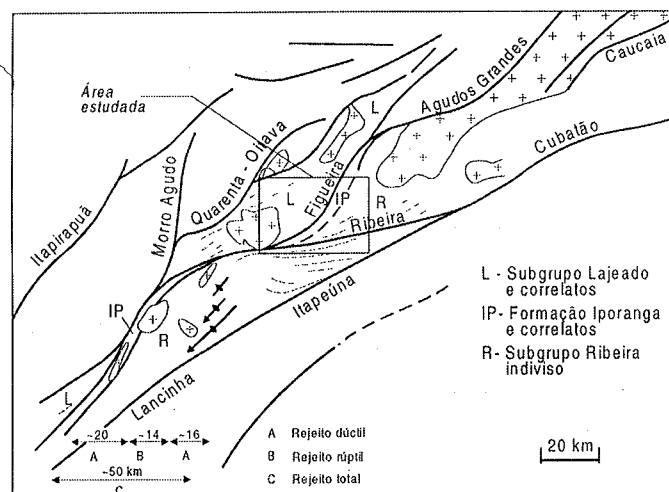 Área
estudada
L
Agudos Grandes
Caucaia
Cubatão
Quarenta - Oitava
Morro Agudo
Itapirapuã
L
Figueira
IP
R
Ribeira
Itapeúna
IP
R
Lancinha
L
L - Subgrupo Lajeado
e correlatos
IP- Formação Iporanga
e correlatos
R- Subgrupo Ribeira
indiviso
~20 ~14 ~16
A B A
~50 km
C
A Rejeito dúctil
B Rejeito rúptil
C Rejeito total
20 km